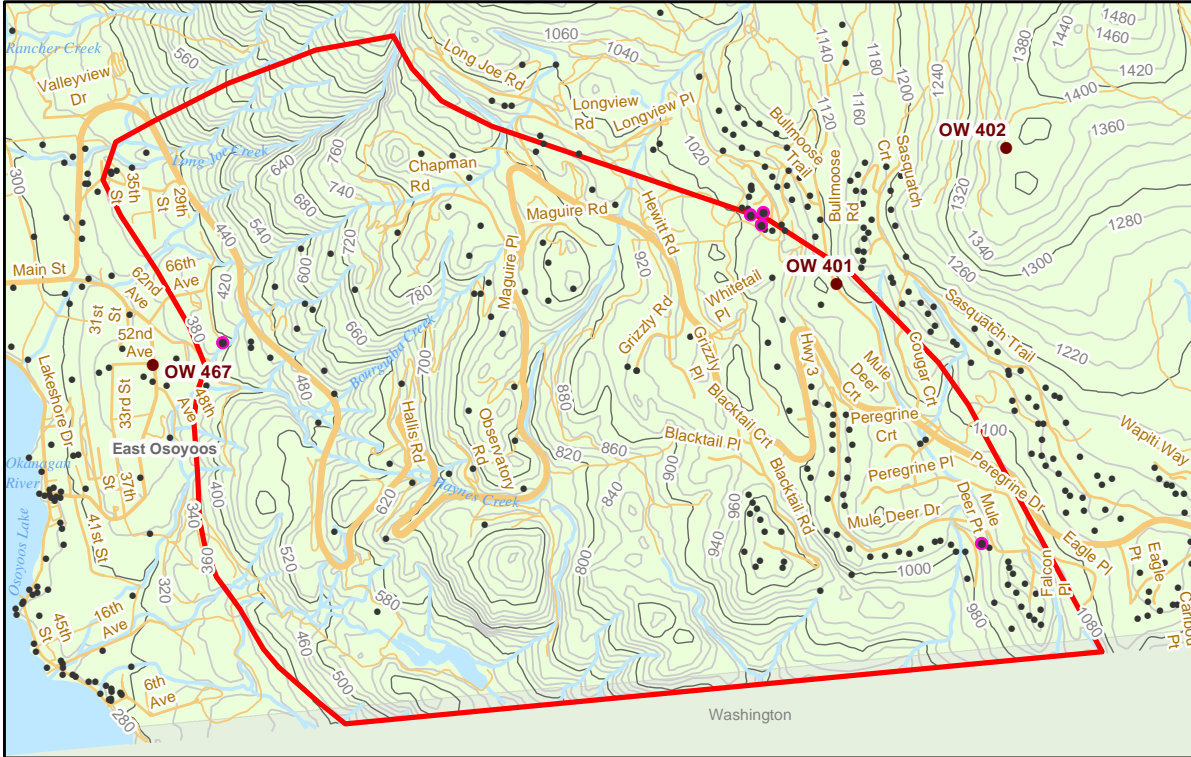 Rancher Creek
560
Valleyview
Dr
Long Joe Rd
1060
1040
1140
1180
1200
1240
1380
1440
1480
1460
1420
1400
1360
Longview
Rd
Longview Pl
Bullmoose
Trail
1120
1160
OW 402
Long Joe Creek
640
760
740
680
Chapman
Rd
1020
Bullmoose
Rd
Sasquatch
Crt
1320
1280
300
35th
St
29th
St
440
540
720
Maguire Rd
Hewitt Rd
1340
1300
Main St
62nd
Ave
66th
Ave
420
600
780
Maguire Pl
920
OW 401
1260
31st
St
52nd
Ave
380
660
Whitetail
Pl
Grizzly Rd
Grizzly
Pl
Sasquatch Trail
1220
OW 467
Bourguiba Creek
700
Hwy 3
Mule
Deer
Crt
Cougar Crt
Lakeshore Dr
33rd St
48th
Ave
480
880
Blacktail Crt
Peregrine
Crt
1100
Wapiti Way
East Osoyoos
Hallis Rd
Observatory
Rd
820
860
Blacktail Pl
Okanagan
River
37th
St
400
620
Haynes Creek
900
840
960
Blacktail Rd
Peregrine Pl
Peregrine Dr
Osoyoos Lake
41st St
340
360
520
940
Mule Deer Dr
Mule
Deer Pl
Eagle Pl
Eagle
Pt
320
800
1000
Falcon
Pl
45th
St
16th
Ave
580
980
1080
Caribou
Pt
460
6th
Ave
500
280
Washington